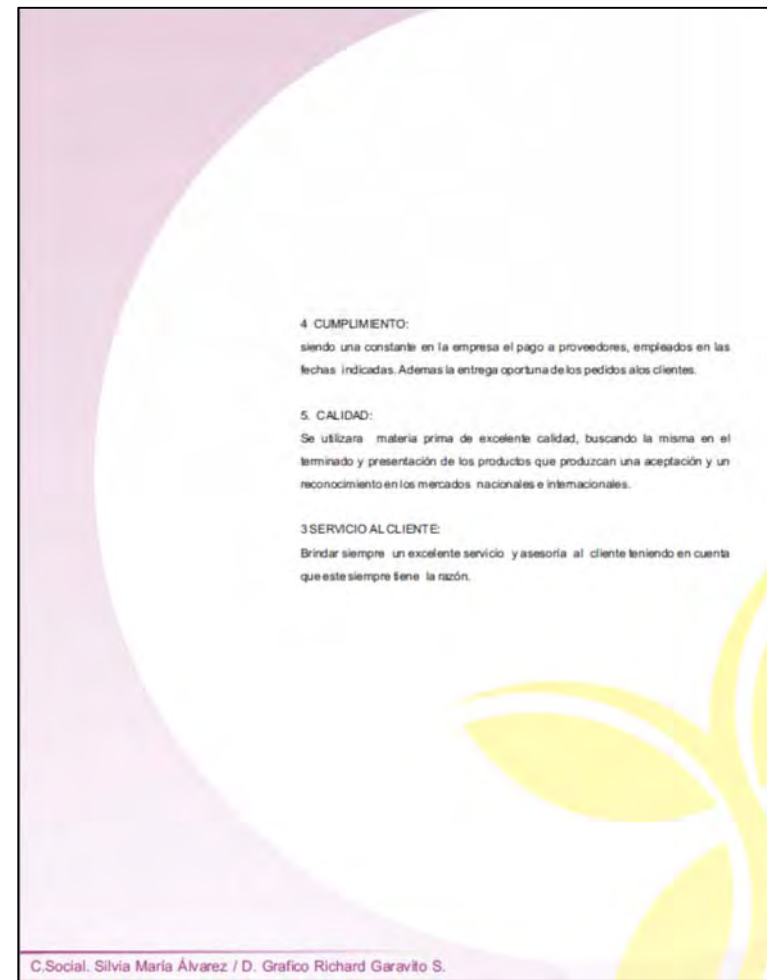 4 CUMPLIMIENTO:
siendo una constante en la empresa el pago a proveedores, empleados en las
fechas indicadas. Ademas la entrega oportuna de los pedidos alos clientes.
5. CALIDAD:
Se utilizara materia prima de excelente calidad, buscando la misma en el
terminado y presentación de los productos que produzcan una aceptación y un
reconocimiento en los mercados nacionales e internacionales.
3 SERVICIO AL CLIENTE:
Brindar siempre un excelente servicio y asesoría al cliente teniendo en cuenta
que este siempre tiene la razón.
C.Social. Silvia María Álvarez / D. Grafico Richard Garavito S.